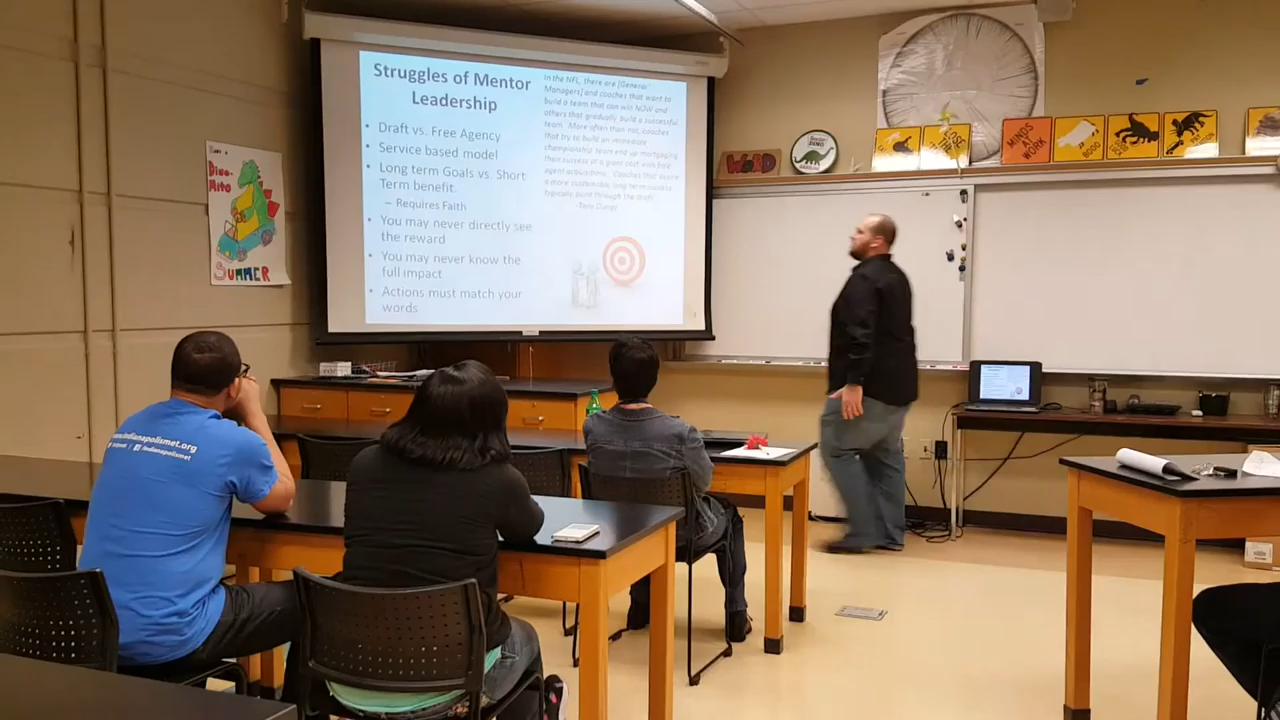 Struggles of Mentor
Leadership
• Draft vs. Free Agency
• Service based model
• Long term Goals vs. Short
Term benefit.
– Requires Faith
• You may never directly see
the reward
• You may never know the
full impact
• Actions must match your
words
In the NFL, there are [General
Managers] and coaches that want to
build a team that can win NOW and
others that gradually build a successful
team. More often than not, coaches
that try to build an immediate
championship team end up mortgaging
their success at a giant cost with free
agent acquisitions. Coaches that desire
a more sustainable, long term success
typically build through the draft.
-Tony Dungy
DINO-
MITE
SUMMER
WORD
DINO
MINDS
AT
WORK
www.indianapolismet.org
/indianapolismet